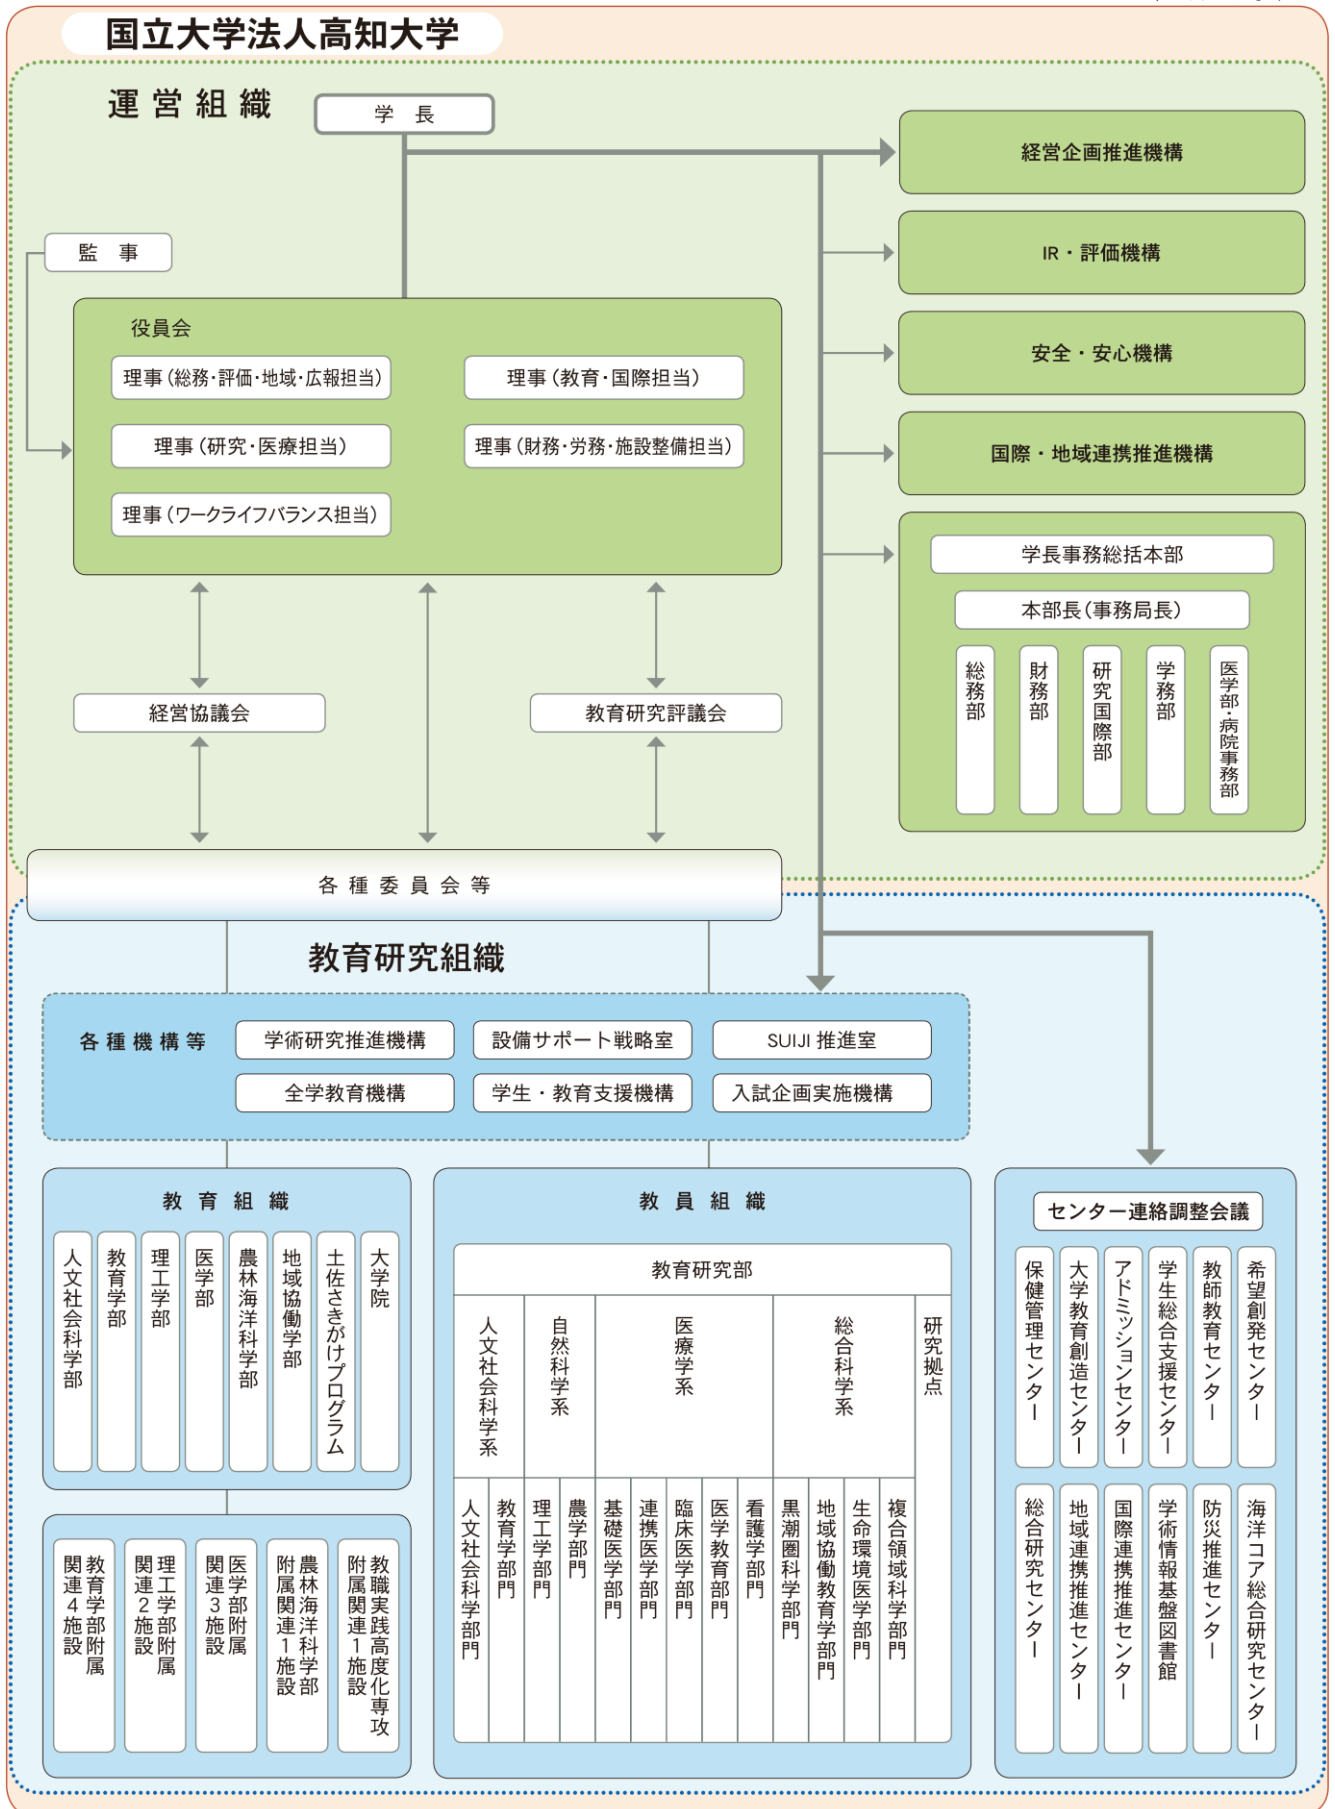 国立大学法人高知大学
運営組織
学 長
経営企画推進機構
監 事
IR・評価機構
役員会
理事(総務・評価・地域・広報担当)
理事(教育・国際担当)
安全・安心機構
理事(研究・医療担当)
理事(財務・労務・施設整備担当)
国際・地域連携推進機構
理事(ワークライフバランス担当)
学長事務総括本部
本部長(事務局長)
総務部
財務部
研究国際部
学務部
医学部・病院事務部
経営協議会
教育研究評議会
各種委員会等
教育研究組織
各種機構等
学術研究推進機構
設備サポート戦略室
SUIJI 推進室
全学教育機構
学生・教育支援機構
入試企画実施機構
教育組織
人文社会科学部
教育学部
理工学部
医学部
農林海洋科学部
地域協働学部
土佐さきがけプログラム
大学院
教育学部附属
関連4施設
理工学部附属
関連2施設
医学部附属
関連3施設
農林海洋科学部
附属関連1施設
教職実践高度化専攻
附属関連1施設
教員組織
教育研究部
人文社会科学系
自然科学系
医療学系
総合科学系
研究拠点
人文社会科学部門
教育学部門
理工学部門
農学部門
基礎医学部門
連携医学部門
臨床医学部門
医学教育部門
看護学部門
黒潮圏科学部門
地域協働教育学部門
生命環境医学部門
複合領域科学部門
センター連絡調整会議
保健管理センター
大学教育創造センター
アドミッションセンター
学生総合支援センター
教師教育センター
希望創発センター
総合研究センター
地域連携推進センター
国際連携推進センター
学術情報基盤図書館
防災推進センター
海洋コア総合研究センター